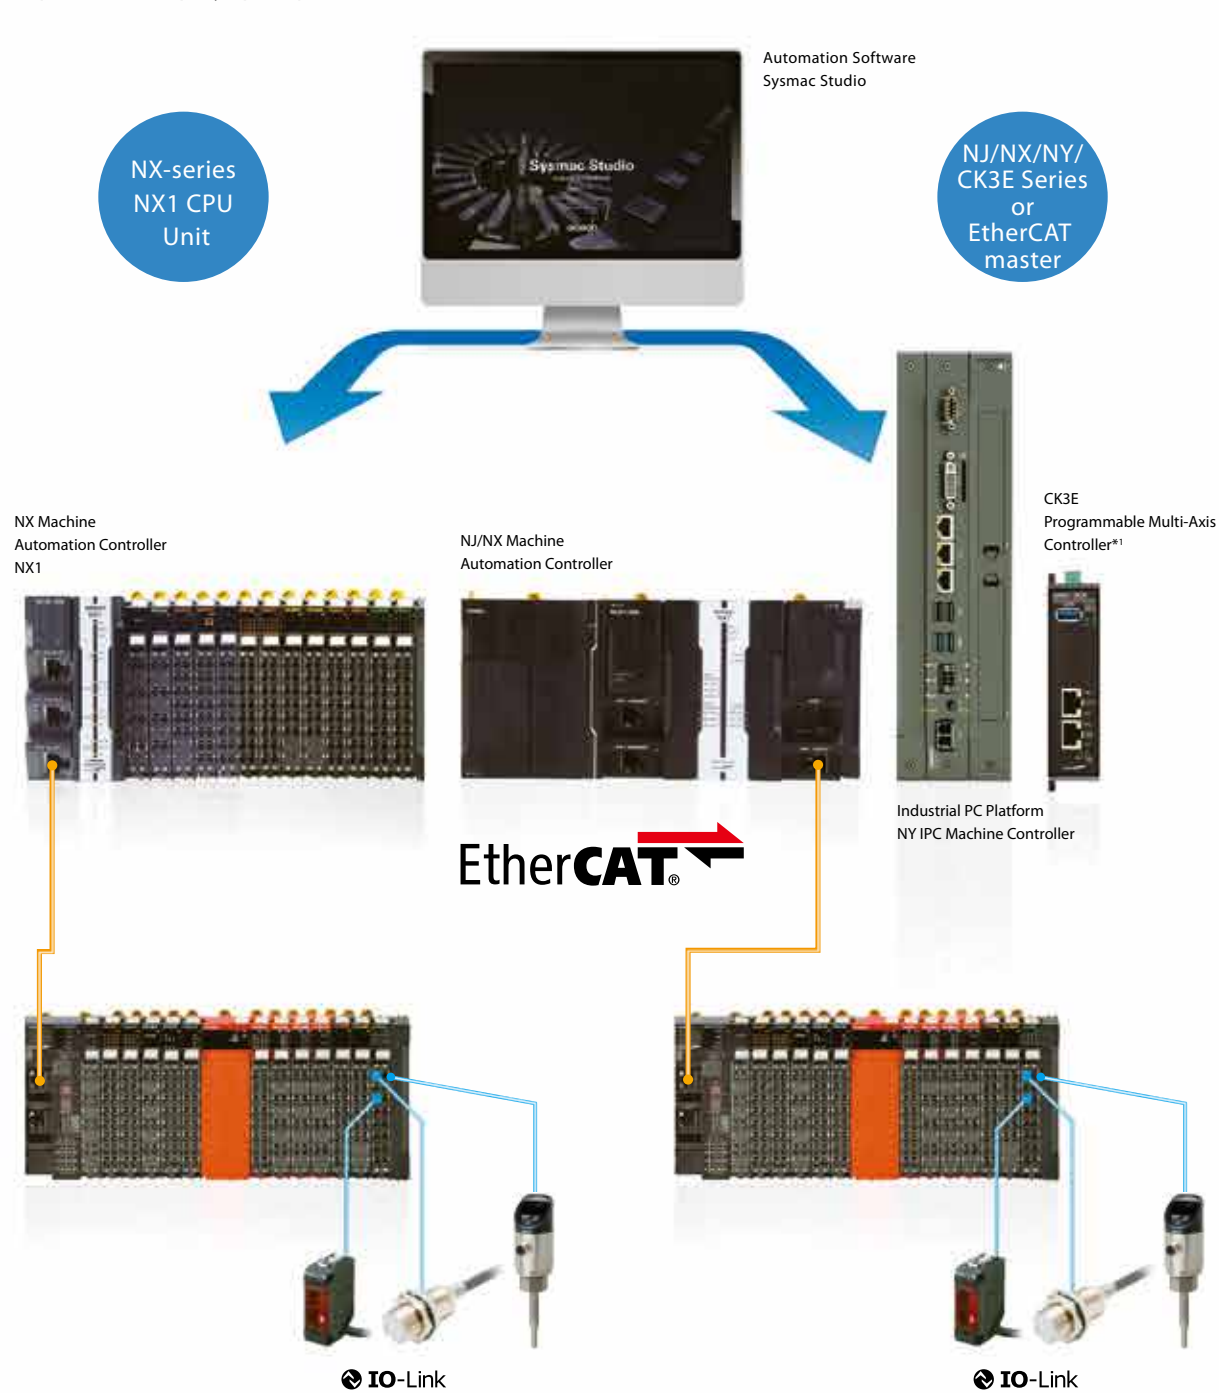 Automation Software
Sysmac Studio
NX-series
NX1 CPU
Unit
Sysmac Studio
NJ/NX/NY/
CK3E Series
or
EtherCAT
master
NX Machine
Automation Controller
NX1
NJ/NX Machine
Automation Controller
CK3E
Programmable Multi-Axis
Controller*1
Industrial PC Platform
NY IPC Machine Controller
EtherCAT®
IO-Link
IO-Link